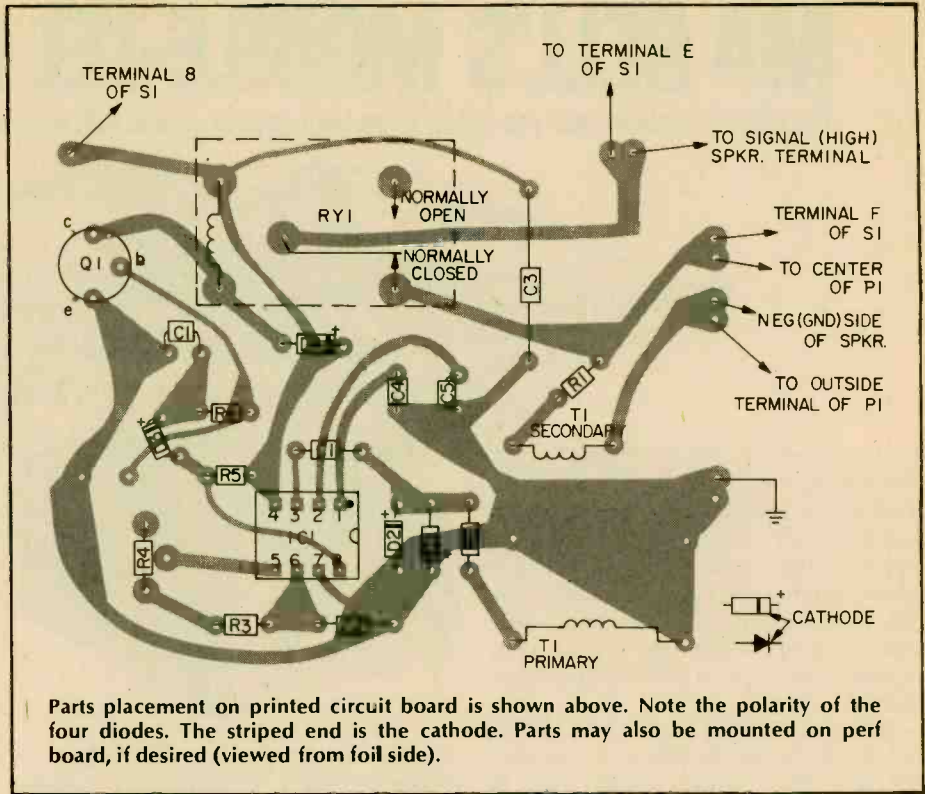 TERMINAL 8
OF S1
TO TERMINAL E
OF S1
TO SIGNAL (HIGH)
SPKR. TERMINAL
NORMALLY
OPEN
RY1
NORMALLY
CLOSED
TERMINAL F
OF S1
TO CENTER
OF P1
NEG(GND)SIDE
OF SPKR.
TO OUTSIDE
TERMINAL OF P1
c
Q1
b
e
C1
C3
+
C4
C5
R1
T1
SECONDARY
R5
4 3 2 1
IC1
5 6 7 8
+
D2
R4
R3
T1
PRIMARY
+
CATHODE
Parts placement on printed circuit board is shown above. Note the polarity of the
four diodes. The striped end is the cathode. Parts may also be mounted on perf
board, if desired (viewed from foil side).